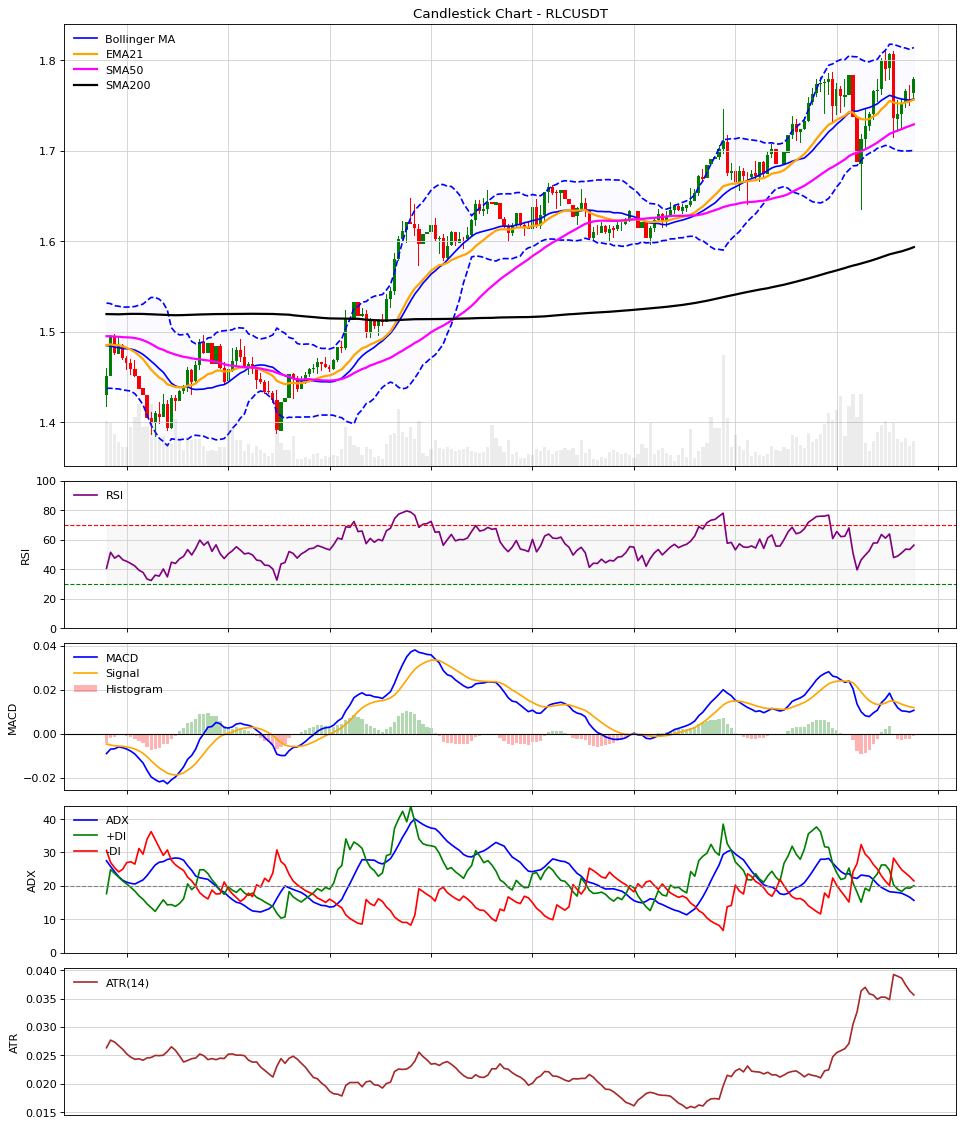 Candlestick Chart - RLCUSDT
Bollinger MA
EMA21
SMA50
SMA200
1.8
1.7
1.6
1.5
1.4
RSI
RSI
100
80
60
40
20
0
MACD
Signal
Histogram
MACD
0.04
0.02
0.00
−0.02
ADX
+DI
-DI
ADX
40
30
20
10
0
ATR(14)
ATR
0.040
0.035
0.030
0.025
0.020
0.015